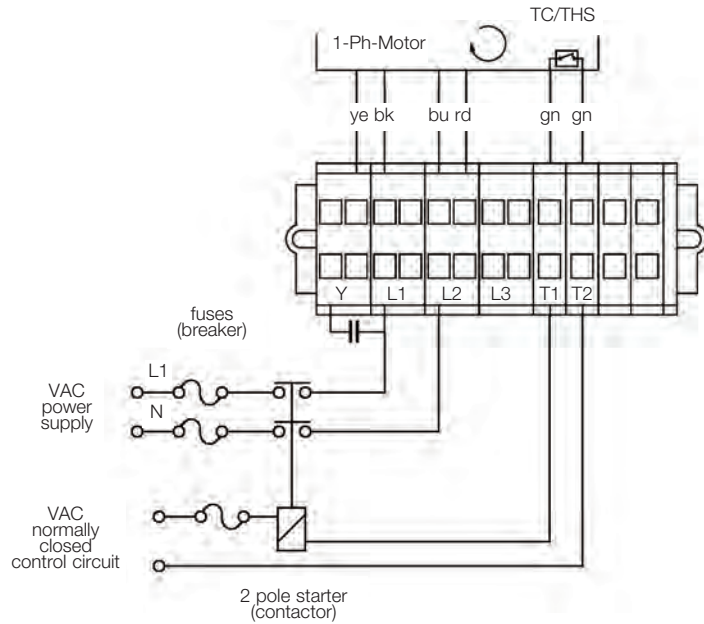 TC/THS
1-Ph-Motor
ye bk bu rd gn gn
Y L1 L2 L3 T1 T2
fuses
(breaker)
L1
VAC
power
supply
N
VAC
normally
closed
control circuit
2 pole starter
(contactor)